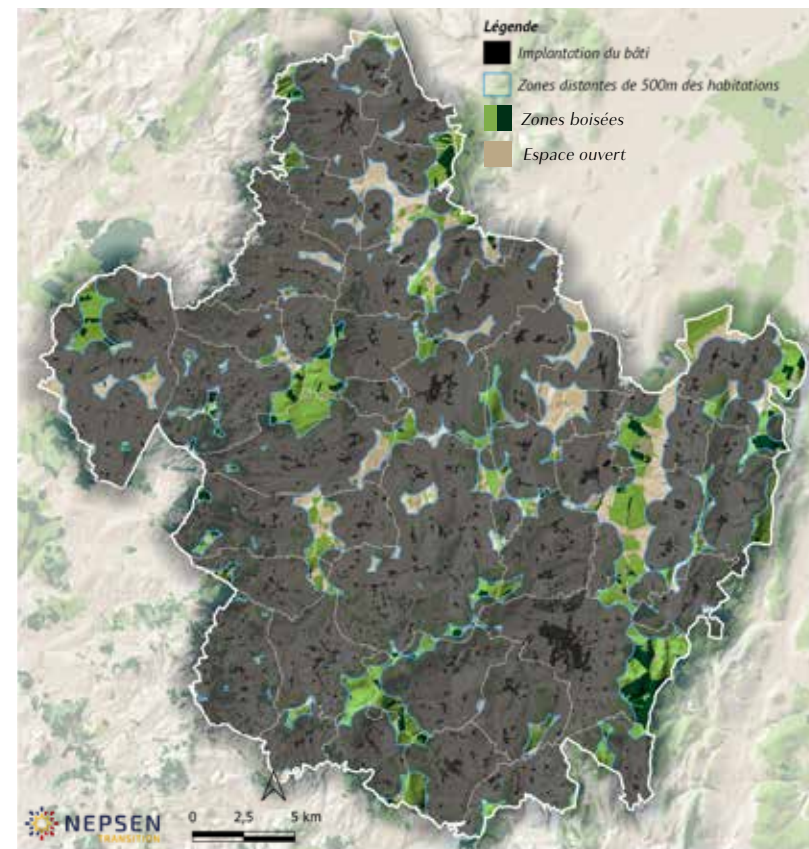 Légende
Implantation du bâti
Zones distantes de 500m des habitations
Zones boisées
Espace ouvert
NEPSEN
TRANSITION
0 2,5 5 km